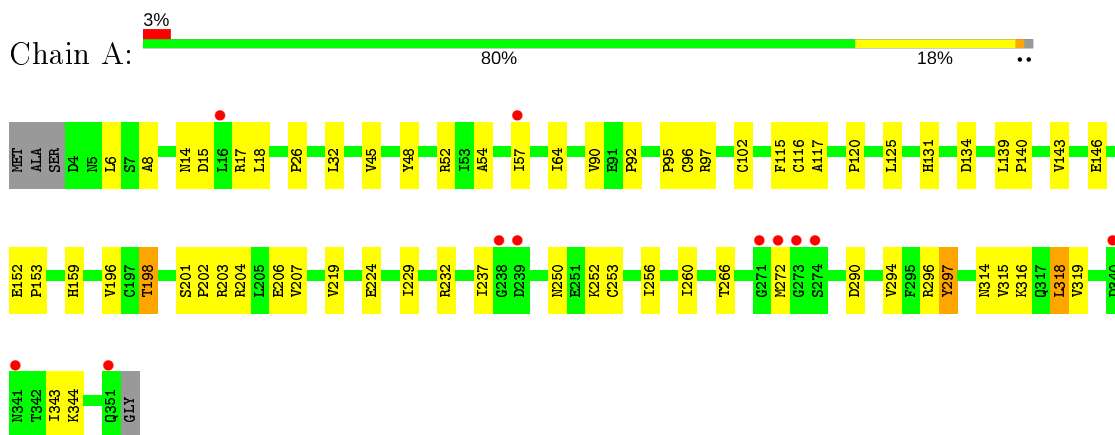 3%
Chain A:
80% 18% ••
MET ALA SER D4 N5 L6 S7 A8 N14 D15 L16 R17 L18 P26 L32 V45 Y48 R52 I53 A54 I57 I64 V90 E91 P92 P95 C96 R97 C102 F115 C116 A117 P120 L125 H131 D134 L139 P140 V143 E146
E152 P153 H159 V196 C197 T198 S201 P202 R203 R204 L205 E206 V207 V219 E224 I229 R232 I237 G238 D239 N250 E251 K252 C253 I256 I260 T266 G271 M272 G273 S274 D290 V294 F295 R296 Y297 N314 V315 K316 Q317 L318 V319 D340
N341 T342 I343 K344 Q351 GLY